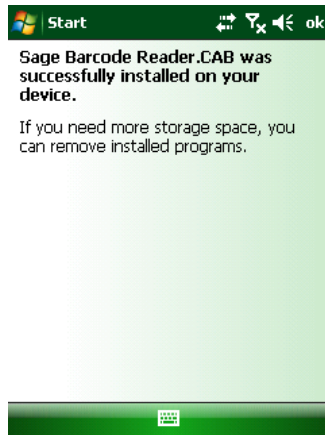 Start ok
Sage Barcode Reader.CAB was
successfully installed on your
device.
If you need more storage space, you
can remove installed programs.